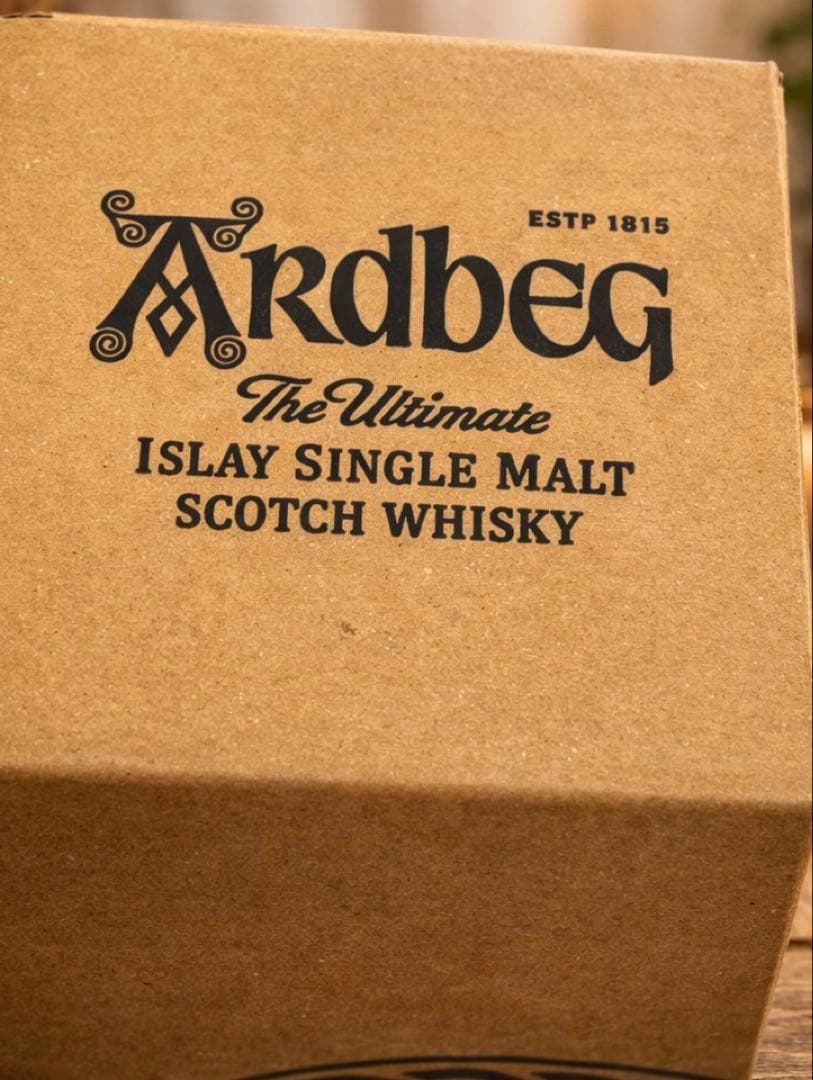 ESTP 1815
ArdbEG
The Ultimate
ISLAY SINGLE MALT
SCOTCH WHISKY